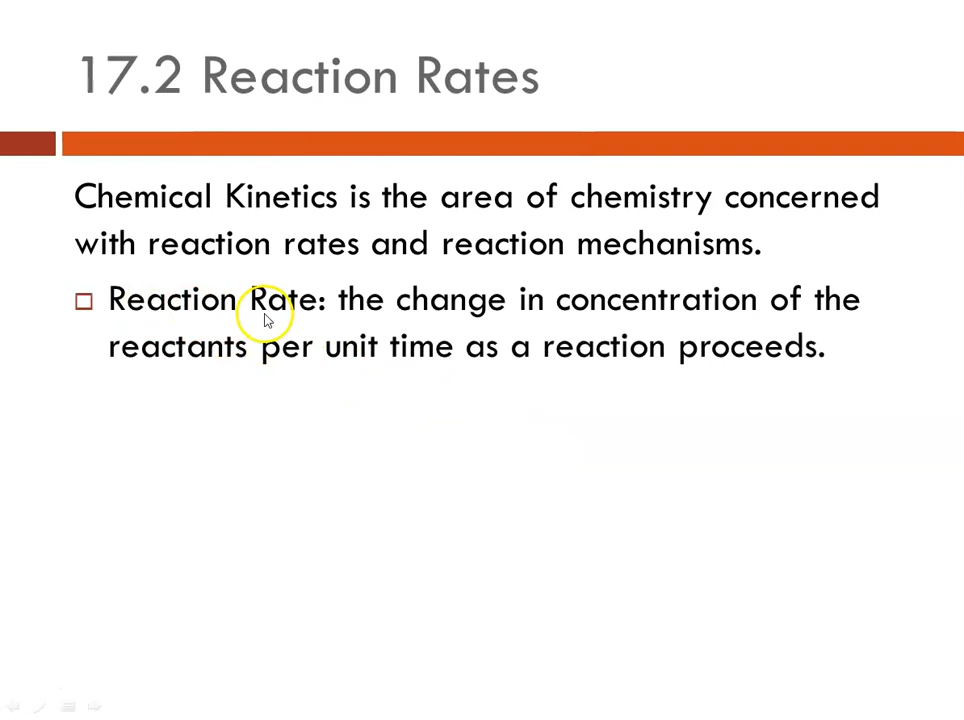 17.2 Reaction Rates
Chemical Kinetics is the area of chemistry concerned
with reaction rates and reaction mechanisms.
Reaction Rate: the change in concentration of the
reactants per unit time as a reaction proceeds.